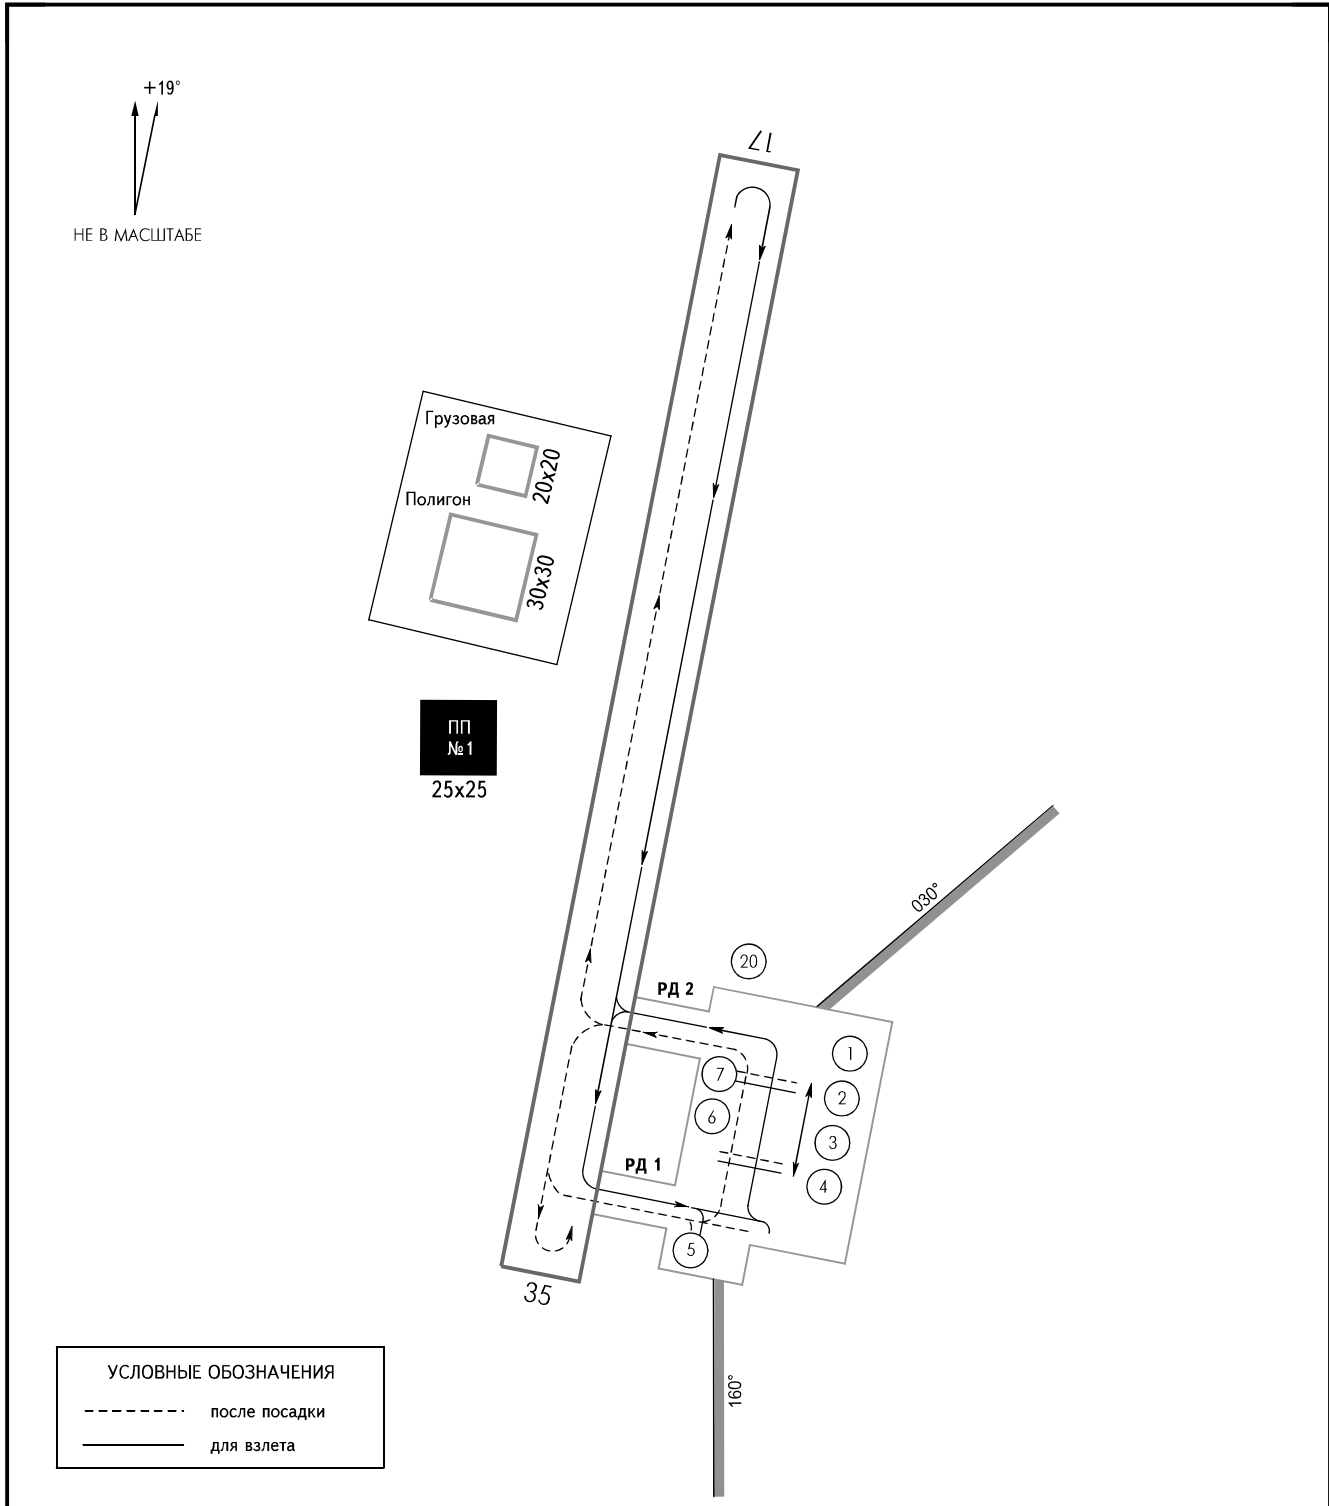 +19°
НЕ В МАСШТАБЕ
17
Грузовая
20x20
Полигон
30x30
ПП
№1
25x25
030°
20
РД 2
1
7
2
6
3
РД 1
4
5
35
160°
УСЛОВНЫЕ ОБОЗНАЧЕНИЯ
после посадки
для взлета